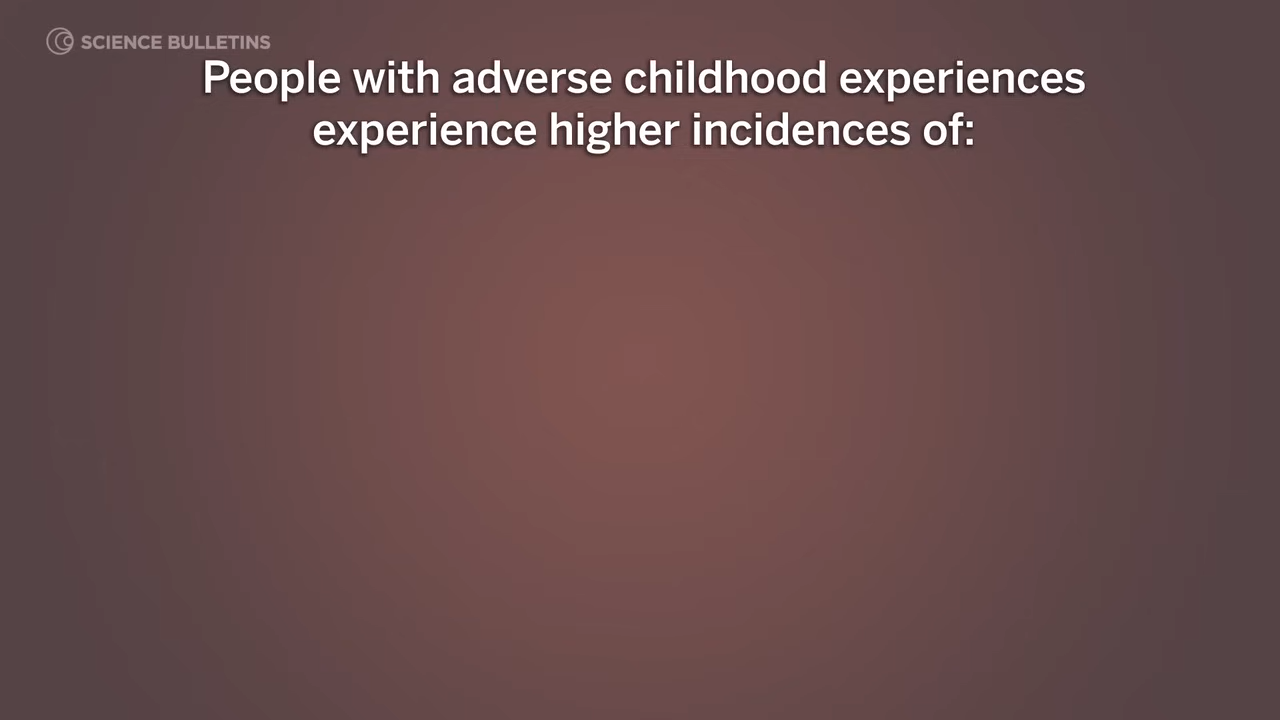 SCIENCE BULLETINS
People with adverse childhood experiences
experience higher incidences of: